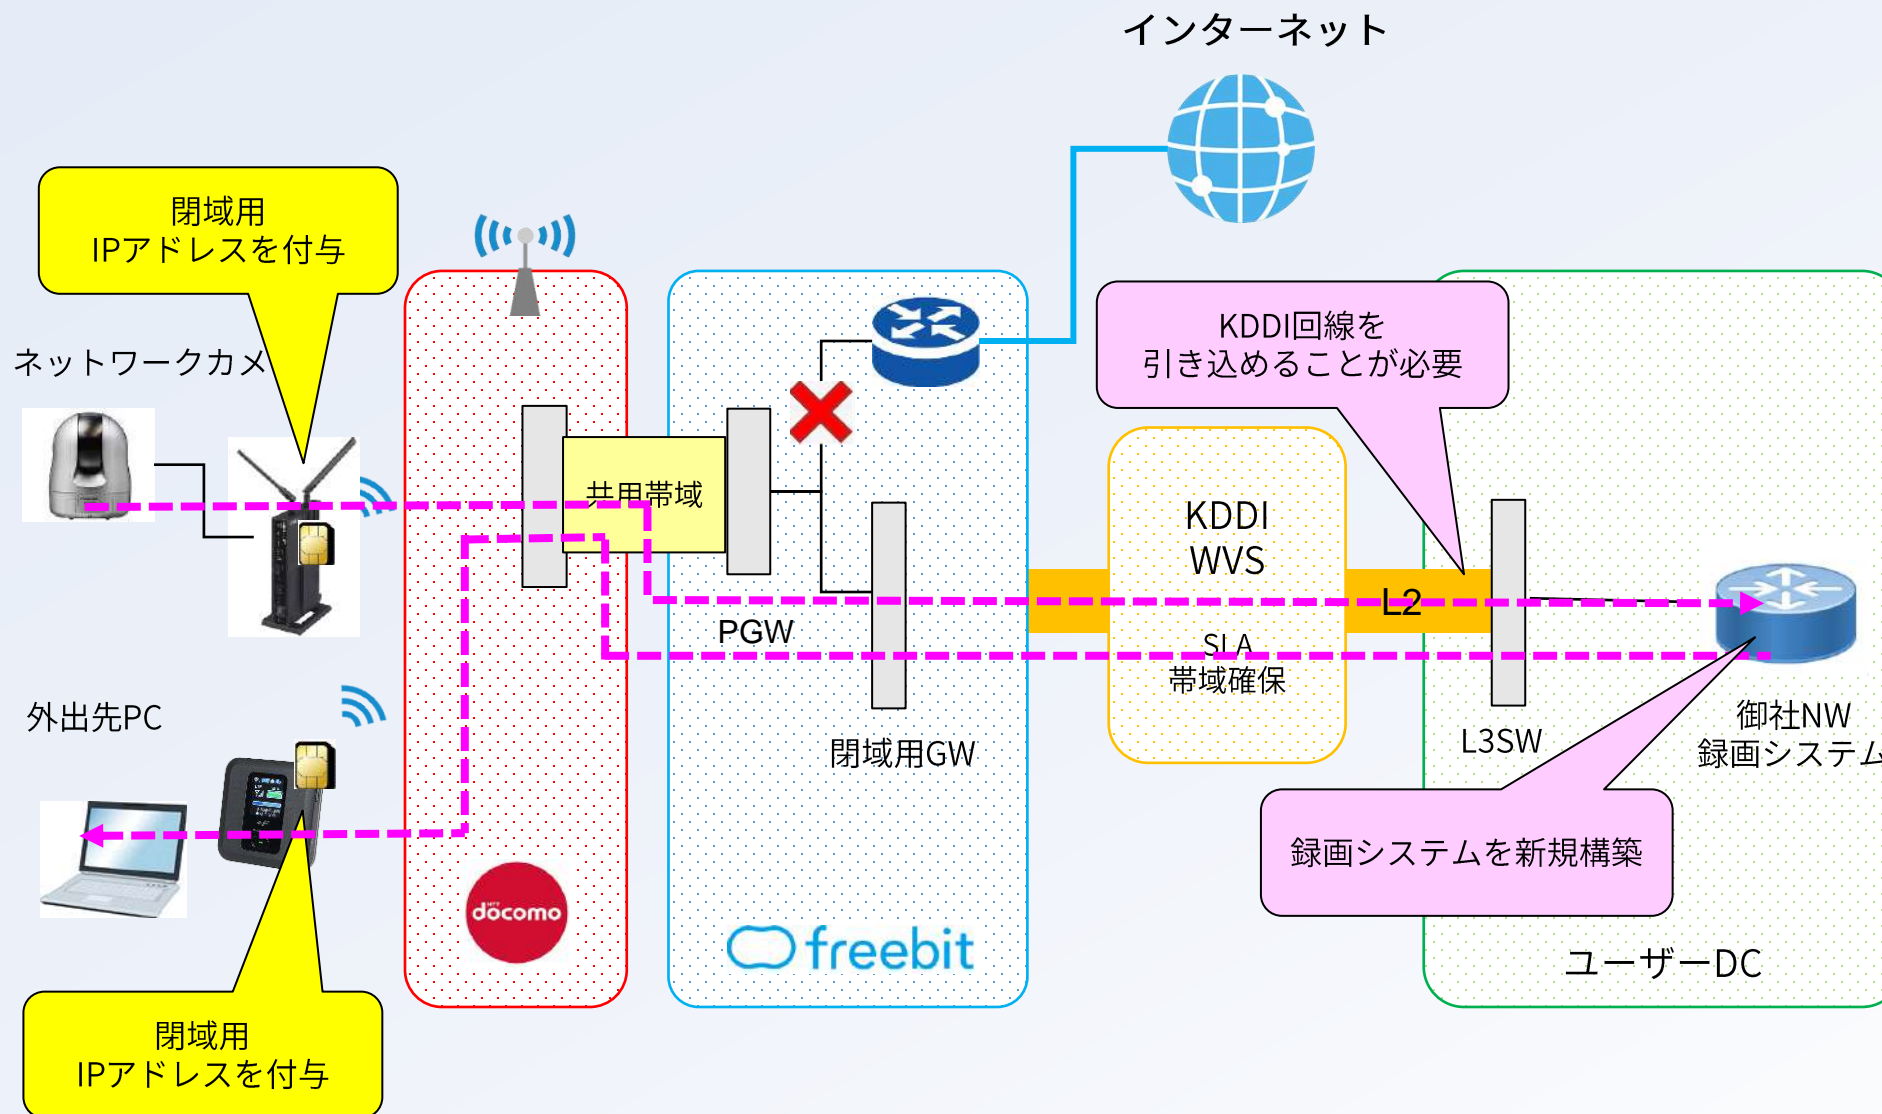 インターネット
閉域用
IPアドレスを付与
ネットワークカメ
KDDI回線を
引き込めることが必要
共用帯域
KDDI
WVS
L2
PGW
SLA
帯域確保
外出先PC
閉域用GW
L3SW
御社NW
録画システム
録画システムを新規構築
NTT
döcomo
freebit
ユーザーDC
閉域用
IPアドレスを付与